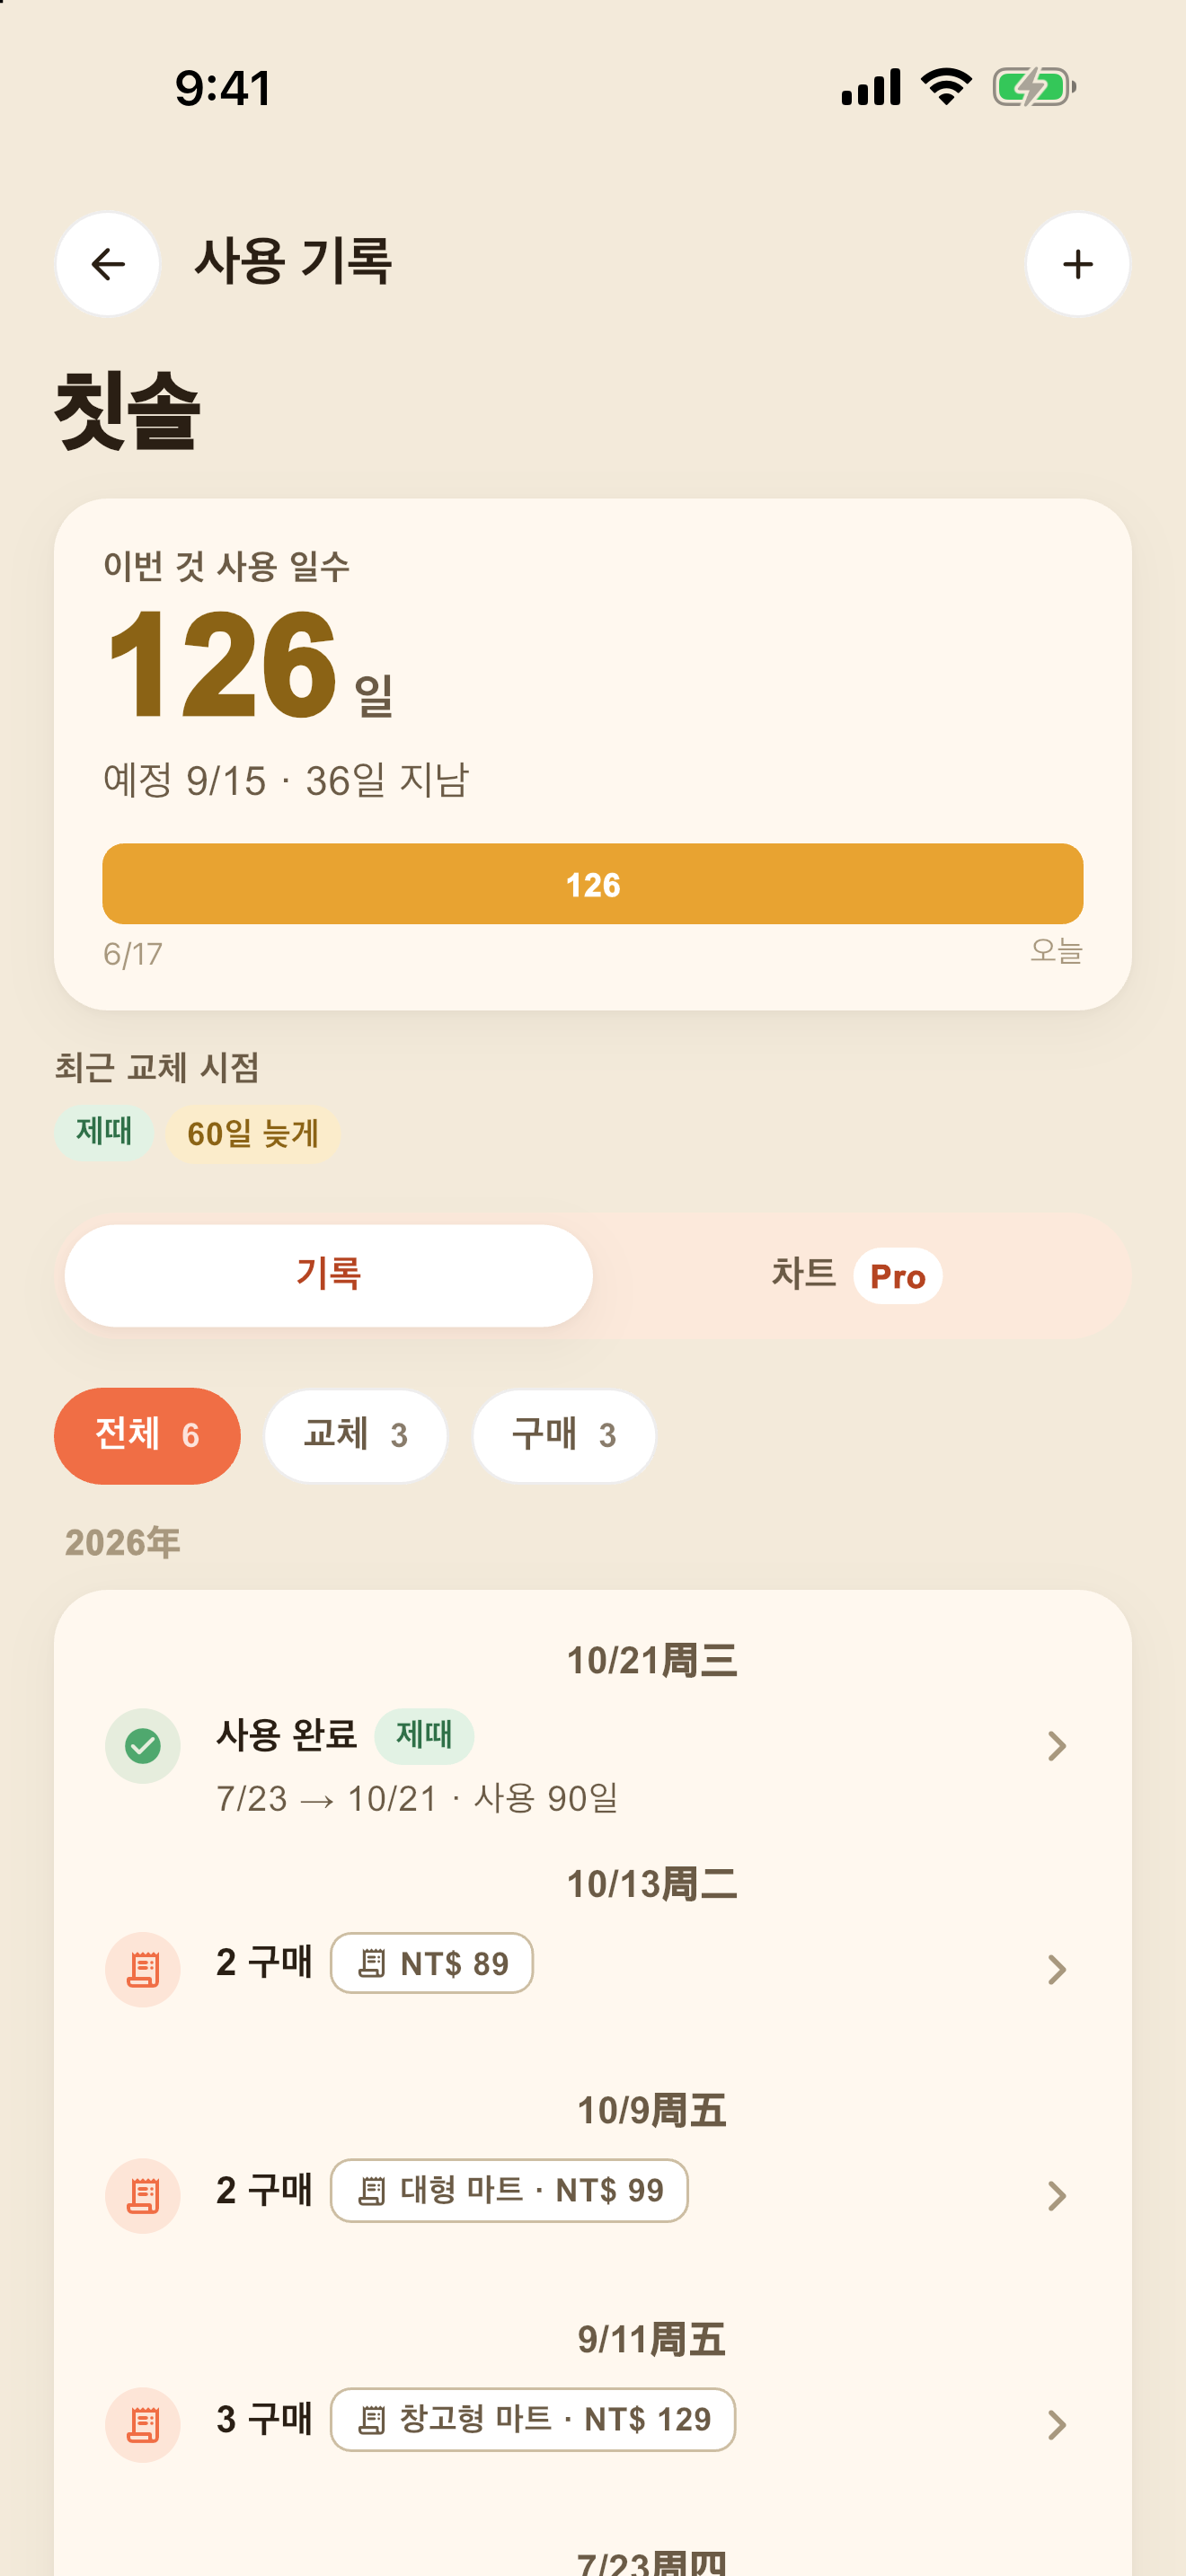 9:41
사용 기록
칫솔
이번 것 사용 일수
126 일
예정 9/15 · 36일 지남
126
6/17 오늘
최근 교체 시점
제때 60일 늦게
기록 차트 Pro
전체 6 교체 3 구매 3
2026年
10/21周三
사용 완료 제때
7/23 → 10/21 · 사용 90일
10/13周二
2 구매 NT$ 89
10/9周五
2 구매 대형 마트 · NT$ 99
9/11周五
3 구매 창고형 마트 · NT$ 129
7/23周四